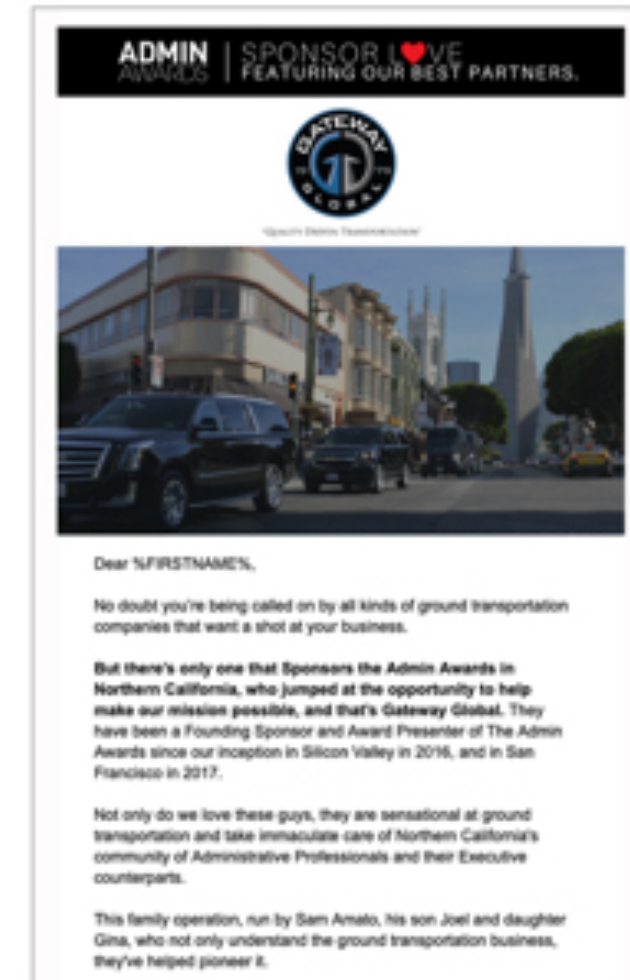 ADMIN
AWARDS
SPONSOR L♥VE
FEATURING OUR BEST PARTNERS.
GATEWAY
GLOBAL
"QUALITY DRIVEN TRANSPORTATION"
Dear %FIRSTNAME%,
No doubt you're being called on by all kinds of ground transportation
companies that want a shot at your business.
But there's only one that Sponsors the Admin Awards in
Northern California, who jumped at the opportunity to help
make our mission possible, and that's Gateway Global. They
have been a Founding Sponsor and Award Presenter of The Admin
Awards since our inception in Silicon Valley in 2016, and in San
Francisco in 2017.
Not only do we love these guys, they are sensational at ground
transportation and take immaculate care of Northern California's
community of Administrative Professionals and their Executive
counterparts.
This family operation, run by Sam Amato, his son Joel and daughter
Gina, who not only understand the ground transportation business,
they've helped pioneer it.